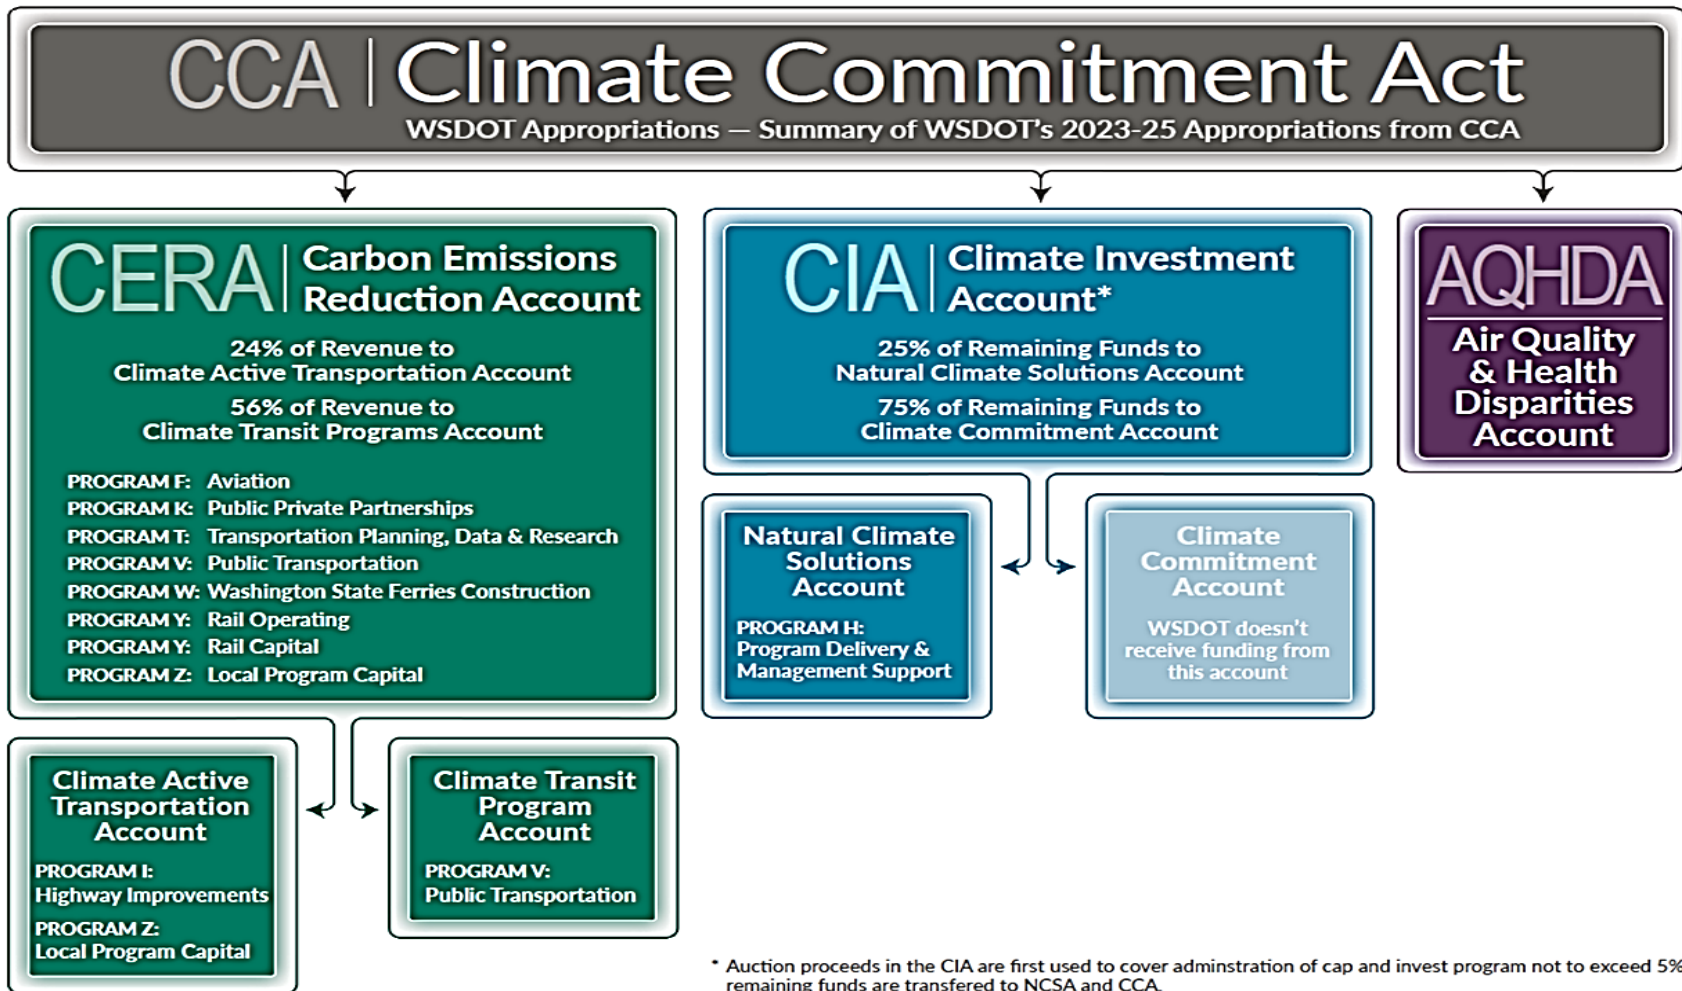 CCA | Climate Commitment Act
WSDOT Appropriations — Summary of WSDOT's 2023-25 Appropriations from CCA
CERA | Carbon Emissions
Reduction Account
24% of Revenue to
Climate Active Transportation Account
56% of Revenue to
Climate Transit Programs Account
PROGRAM F: Aviation
PROGRAM K: Public Private Partnerships
PROGRAM T: Transportation Planning, Data & Research
PROGRAM V: Public Transportation
PROGRAM W: Washington State Ferries Construction
PROGRAM Y: Rail Operating
PROGRAM Y: Rail Capital
PROGRAM Z: Local Program Capital
Climate Active
Transportation
Account
PROGRAM I:
Highway Improvements
PROGRAM Z:
Local Program Capital
Climate Transit
Program
Account
PROGRAM V:
Public Transportation
CIA | Climate Investment
Account*
25% of Remaining Funds to
Natural Climate Solutions Account
75% of Remaining Funds to
Climate Commitment Account
Natural Climate
Solutions
Account
PROGRAM H:
Program Delivery &
Management Support
Climate
Commitment
Account
WSDOT doesn't
receive funding from
this account
AQHDA
Air Quality
& Health
Disparities
Account
* Auction proceeds in the CIA are first used to cover adminstration of cap and invest program not to exceed 5%
remaining funds are transfered to NCSA and CCA.